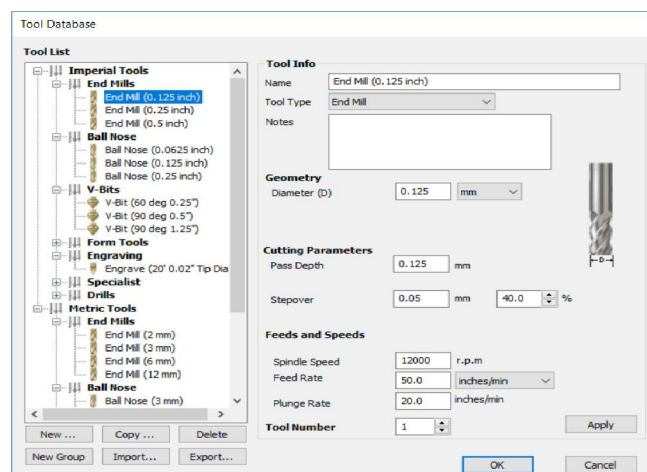 Tool Database
Tool List
Imperial Tools
End Mills
End Mill (0.125 inch)
End Mill (0.25 inch)
End Mill (0.5 inch)
Ball Nose
Ball Nose (0.0625 inch)
Ball Nose (0.125 inch)
Ball Nose (0.25 inch)
V-Bits
V-Bit (60 deg 0.25")
V-Bit (90 deg 0.5")
V-Bit (90 deg 1.25")
Form Tools
Engraving
Engrave (20° 0.02" Tip Dia
Specialist
Drills
Metric Tools
End Mills
End Mill (2 mm)
End Mill (3 mm)
End Mill (6 mm)
End Mill (12 mm)
Ball Nose
Ball Nose (3 mm)
New ... Copy ... Delete
New Group Import... Export...
Tool Info
Name End Mill (0.125 inch)
Tool Type End Mill
Notes
Geometry
Diameter (D) 0.125 mm
D
Cutting Parameters
Pass Depth 0.125 mm
Stepover 0.05 mm 40.0 %
Feeds and Speeds
Spindle Speed 12000 r.p.m
Feed Rate 50.0 inches/min
Plunge Rate 20.0 inches/min
Tool Number 1 Apply
OK Cancel